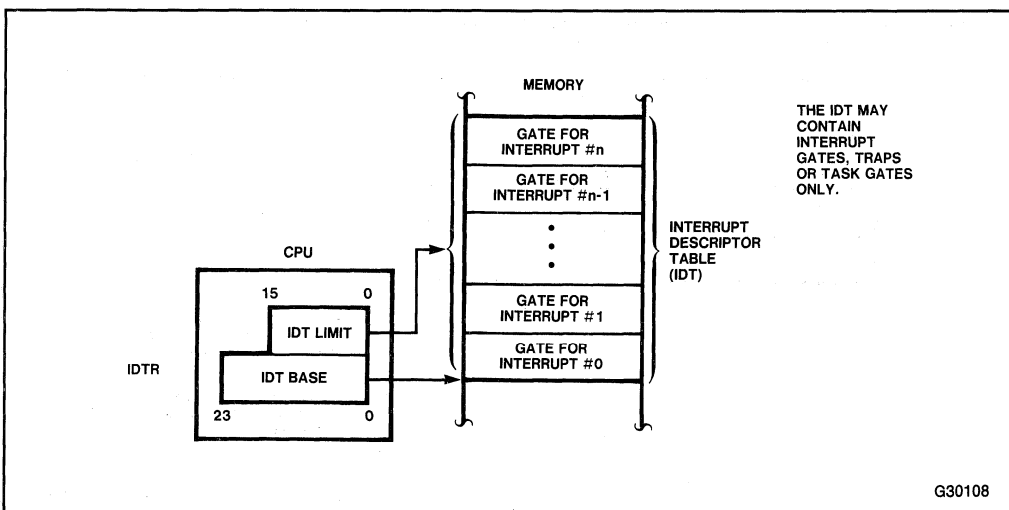 MEMORY
THE IDT MAY
CONTAIN
INTERRUPT
GATES, TRAPS
OR TASK GATES
ONLY.
GATE FOR
INTERRUPT #n
GATE FOR
INTERRUPT #n-1
INTERRUPT
DESCRIPTOR
TABLE
(IDT)
CPU
15 0
IDT LIMIT
GATE FOR
INTERRUPT #1
GATE FOR
INTERRUPT #0
IDTR
IDT BASE
23 0
G30108